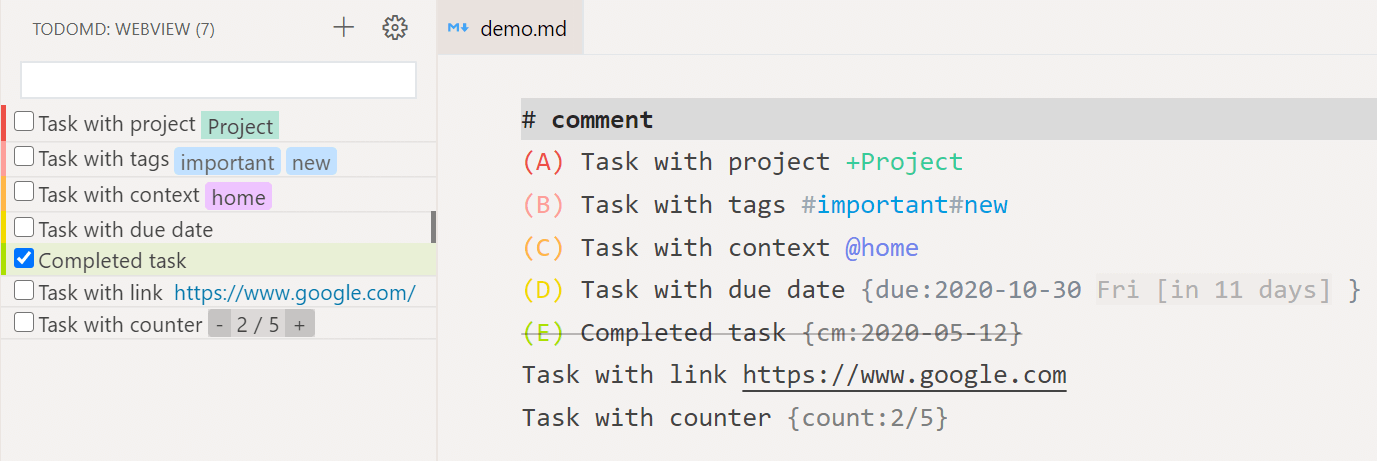 TODOMD: WEBVIEW (7)
Task with project Project
Task with tags important new
Task with context home
Task with due date
Completed task
Task with link https://www.google.com/
Task with counter - 2 / 5 +
demo.md
# comment
(A) Task with project +Project
(B) Task with tags #important#new
(C) Task with context @home
(D) Task with due date {due:2020-10-30 Fri [in 11 days] }
(E) Completed task {cm:2020-05-12}
Task with link https://www.google.com
Task with counter {count:2/5}